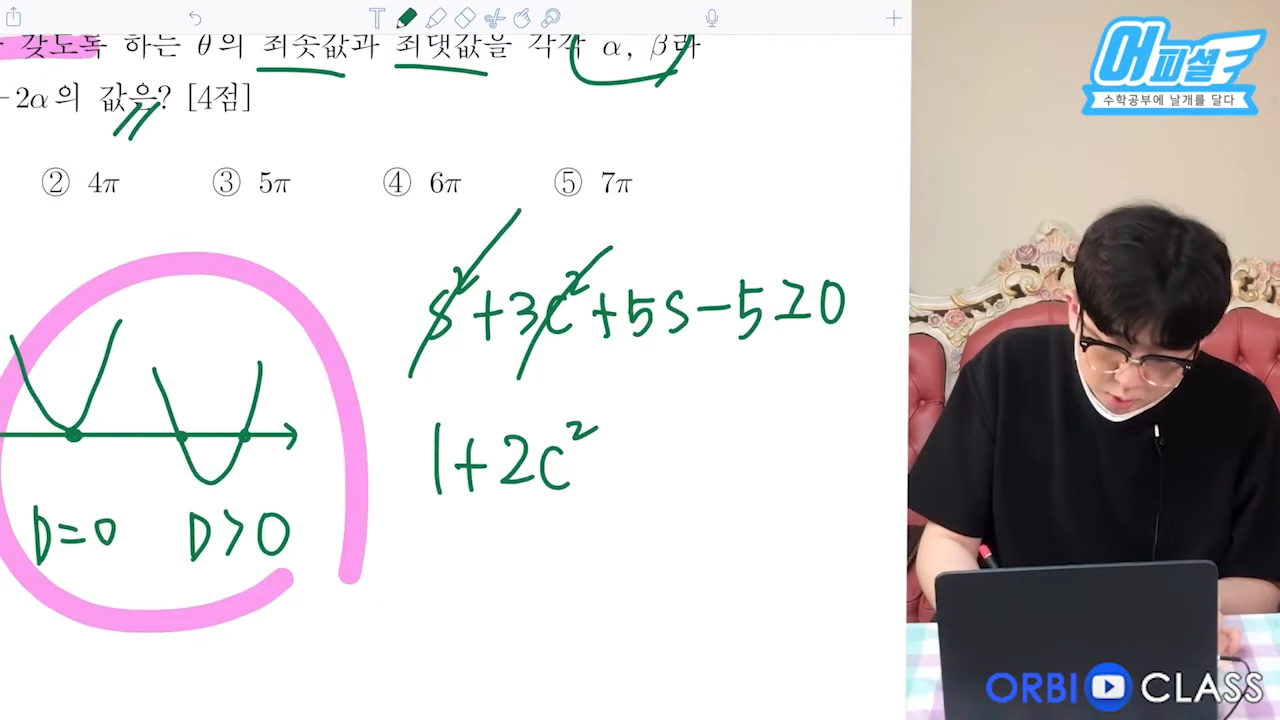 갖도록 하는 θ의 최솟값과 최댓값을 각각 α, β라
-2α의 값은? [4점]
② 4π ③ 5π ④ 6π ⑤ 7π
s²+3c²+5s-5≥0
1+2c²
D=0 D>0
어피셜
수학공부에 날개를 달다
ORBI CLASS